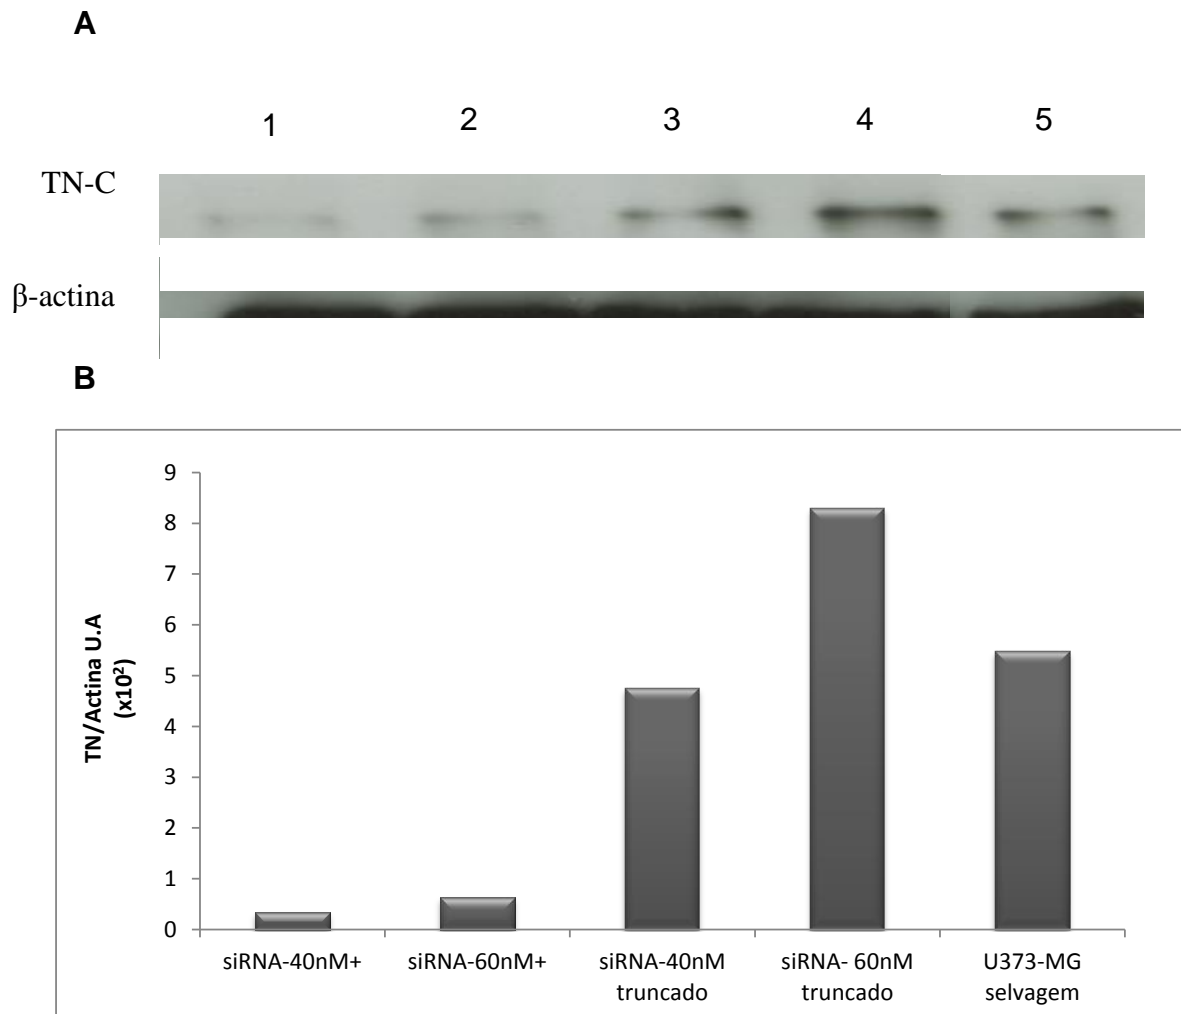 A
1 2 3 4 5
TN-C
β-actina
B
9
8
7
6
5
4
3
2
1
0
TN/Actina U.A
(x10²)
siRNA-40nM+ siRNA-60nM+ siRNA-40nM siRNA- 60nM U373-MG
truncado truncado selvagem